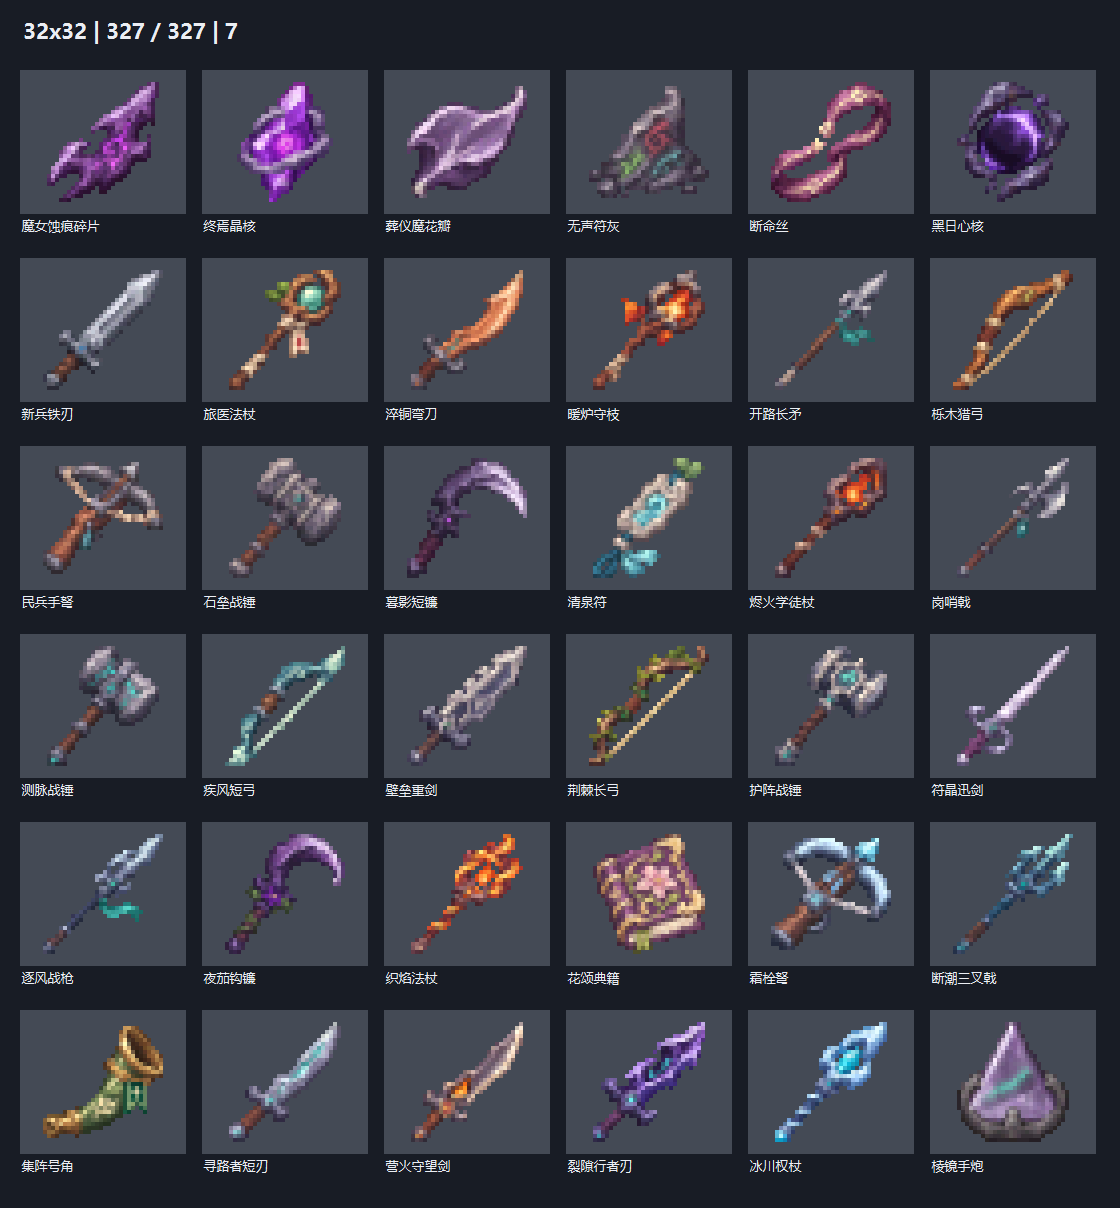 32x32 | 327 / 327 | 7
魔女蚀痕碎片
终焉晶核
葬仪魔花瓣
无声符灰
断命丝
黑日心核
新兵铁刃
旅医法杖
淬铜弯刀
暖炉守枝
开路长矛
栎木猎弓
民兵手弩
石垒战锤
暮影短镰
清泉符
烬火学徒杖
岗哨戟
测脉战锤
疾风短弓
壁垒重剑
荆棘长弓
护阵战锤
符晶迅剑
逐风战枪
夜茄钩镰
织焰法杖
花颂典籍
霜栓弩
断潮三叉戟
集阵号角
寻路者短刃
营火守望剑
裂隙行者刃
冰川权杖
棱镜手炮